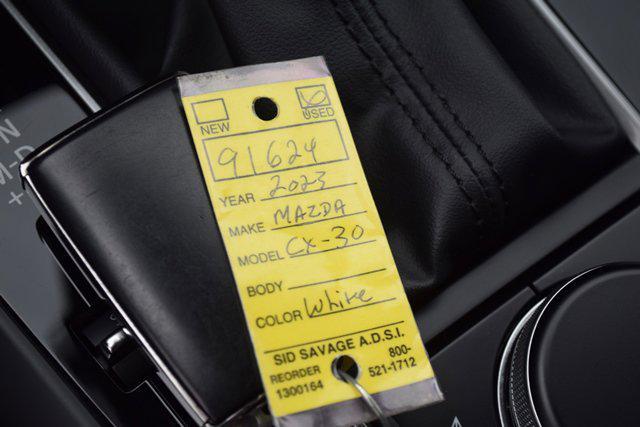 N
M-D
+
NEW
USED
91624
YEAR 2023
MAKE MAZDA
MODEL CX-30
BODY
COLOR White
SID SAVAGE A.D.S.I.
REORDER 800-
1300164 521-1712